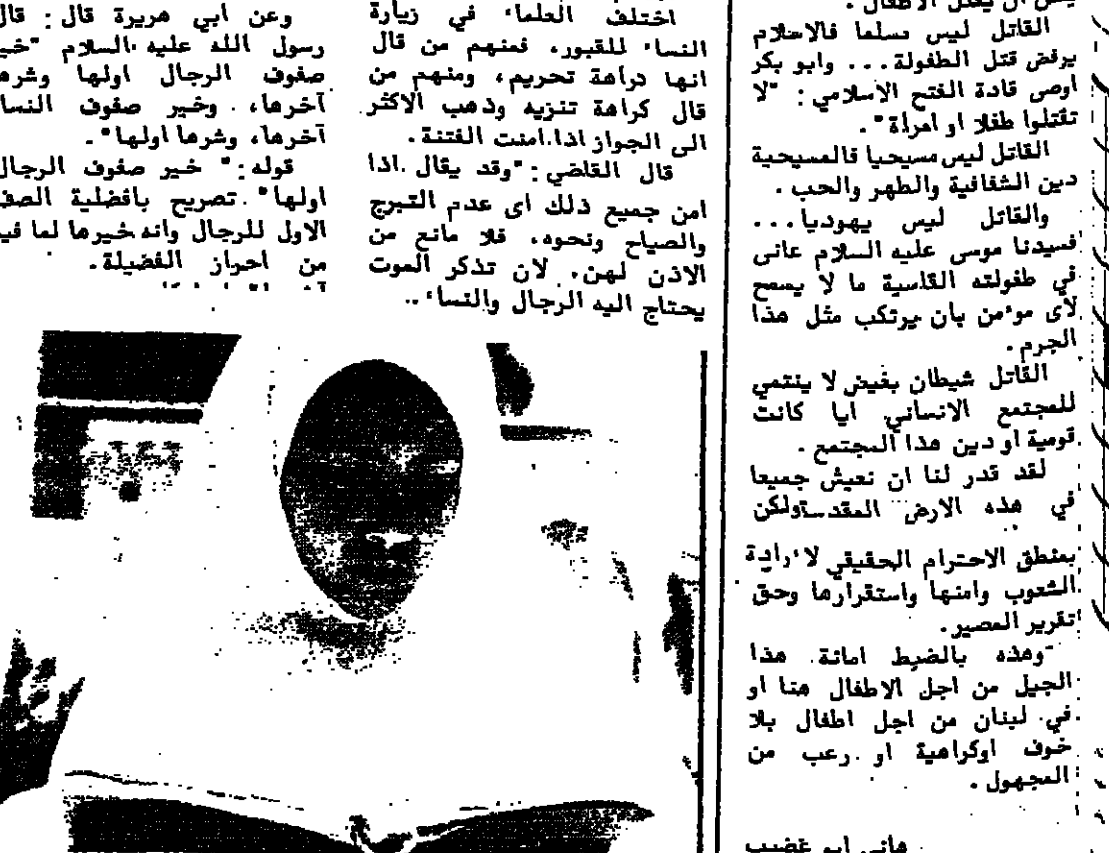 القاتل ليس مسلما فالاسلام
يرفض قتل الطفولة... وابو بكر
اوصى قادة الفتح الاسلامي: "لا
تقتلوا طفلا او امراة".
القاتل ليس مسيحيا فالمسيحية
دين الشفافية والطهر والحب.
والقاتل ليس يهوديا...
فسيدنا موسى عليه السلام عانى
في طفولته القاسية ما لا يسمح
لاى موءمن بان يرتكب مثل هذا
الجرم.
القاتل شيطان بغيض لا ينتمي
للمجتمع الانساني ايا كانت
قومية او دين هذا المجتمع.
لقد قدر لنا ان نعيش جميعا
في هذه الارض المقدسة ولكن
بمنطق الاحترام الحقيقي لاءرادة
الشعوب وامنها واستقرارها وحق
تقرير المصير.
"وهذه بالضبط امانة هذا
الجيل من اجل الاطفال هنا او
في لبنان من اجل اطفال بلا
خوف اوكراهية او رعب من
المجهول.
هاني ابو غضيب
اختلف العلماء في زيارة
النساء للقبور، فمنهم من قال
انها كراهة تحريم، ومنهم من
قال كراهة تنزيه وذهب الاكثر
الى الجواز اذا امنت الفتنة.
قال القاضي: "وقد يقال اذا
امن جميع ذلك اى عدم التبرج
والصياح ونحوه، فلا مانع من
الاذن لهن، لان تذكر الموت
يحتاج اليه الرجال والنساء..
وعن ابي هريرة قال: قال
رسول الله عليه السلام "خير
صفوف الرجال اولها وشرها
آخرها، وخير صفوف النساء
آخرها، وشرها اولها".
قوله: "خير صفوف الرجال
اولها" تصريح بافضلية الصف
الاول للرجال وانه خيرها لما فيه
من احراز الفضيلة.